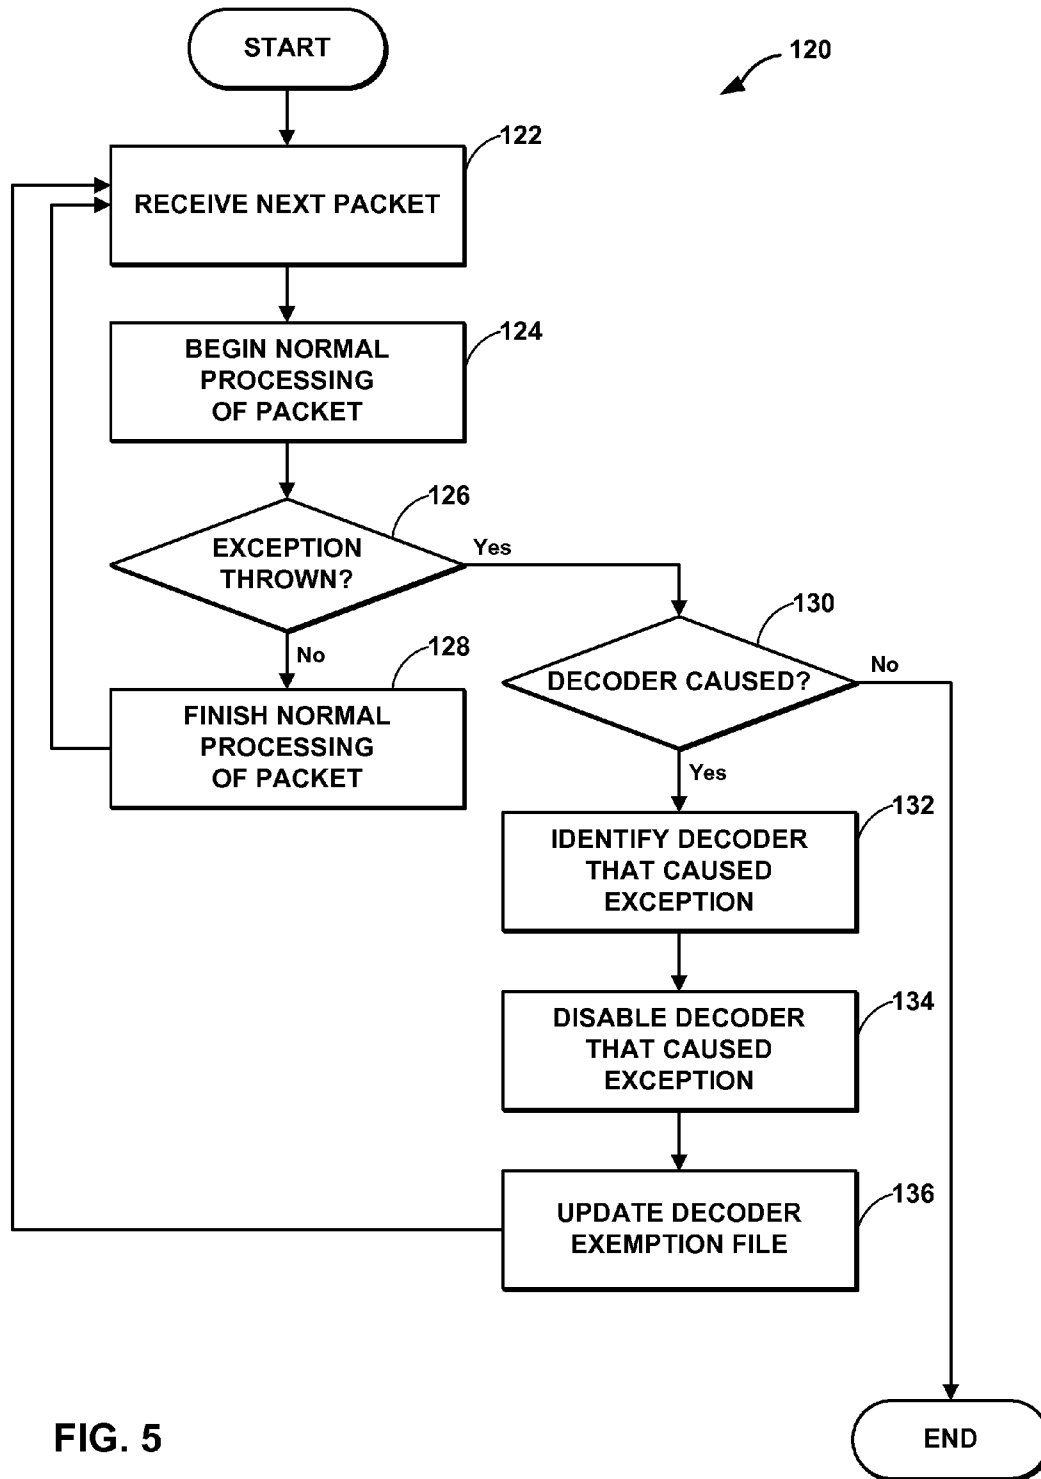 START
120
122
RECEIVE NEXT PACKET
124
BEGIN NORMAL
PROCESSING
OF PACKET
126
EXCEPTION
THROWN?
Yes
No
128
FINISH NORMAL
PROCESSING
OF PACKET
130
DECODER CAUSED?
No
Yes
132
IDENTIFY DECODER
THAT CAUSED
EXCEPTION
134
DISABLE DECODER
THAT CAUSED
EXCEPTION
136
UPDATE DECODER
EXEMPTION FILE
END
FIG. 5